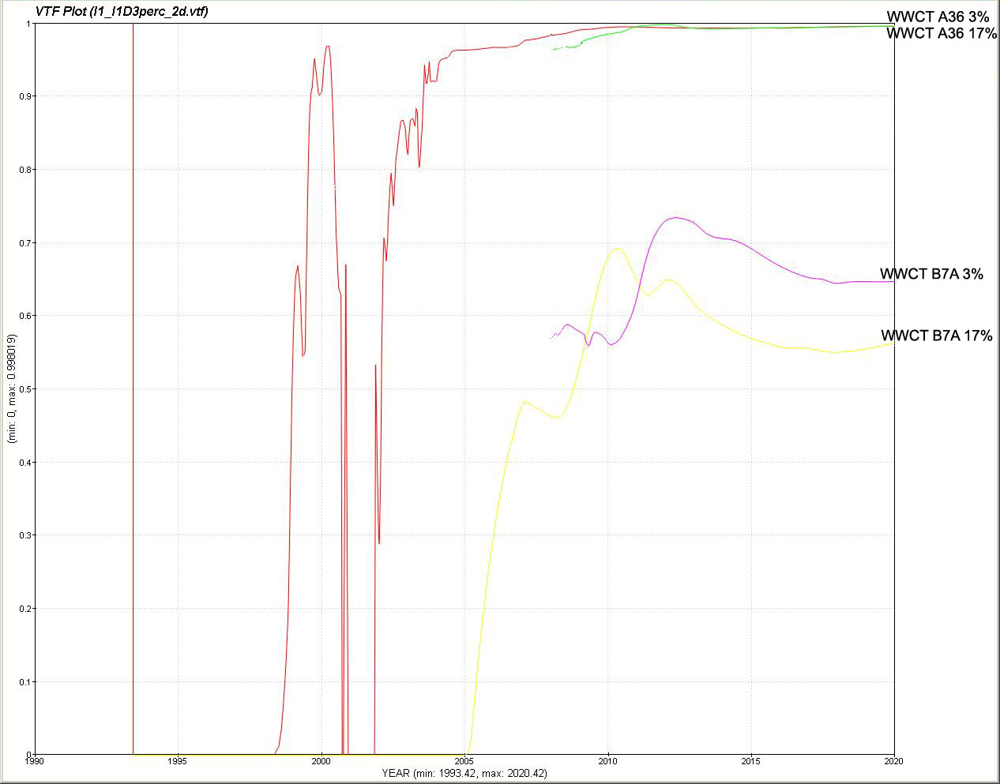 VTF Plot (I1_I1D3perc_2d.vtf)
WWCT A36 3%
WWCT A36 17%
1
0.9
0.8
0.7
WWCT B7A 3%
0.6
WWCT B7A 17%
0.5
0.4
0.3
0.2
0.1
0
(min: 0, max: 0.998019)
1990 1995 2000 2005 2010 2015 2020
YEAR (min: 1993.42, max: 2020.42)